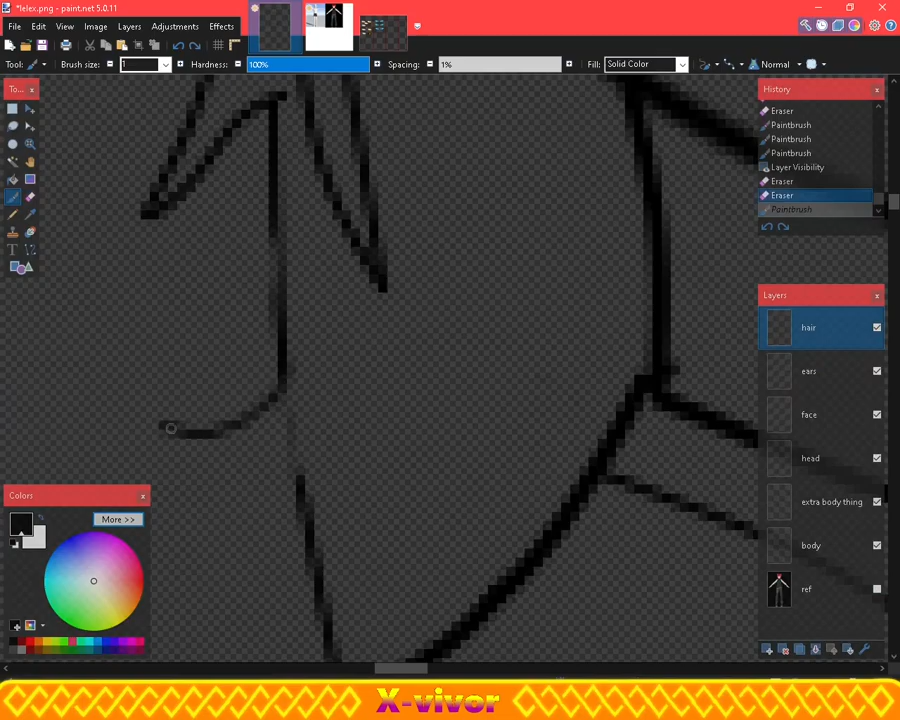 *felex.png - paint.net 5.0.11
File Edit View Image Layers Adjustments Effects
Tool: Brush size: 1 Hardness: 100% Spacing: 1% Fill: Solid Color Normal
To...
History
Eraser
Paintbrush
Paintbrush
Paintbrush
Layer Visibility
Eraser
Eraser
Paintbrush
Layers
hair
ears
face
head
extra body thing
body
ref
Colors
More >>
X-vivor